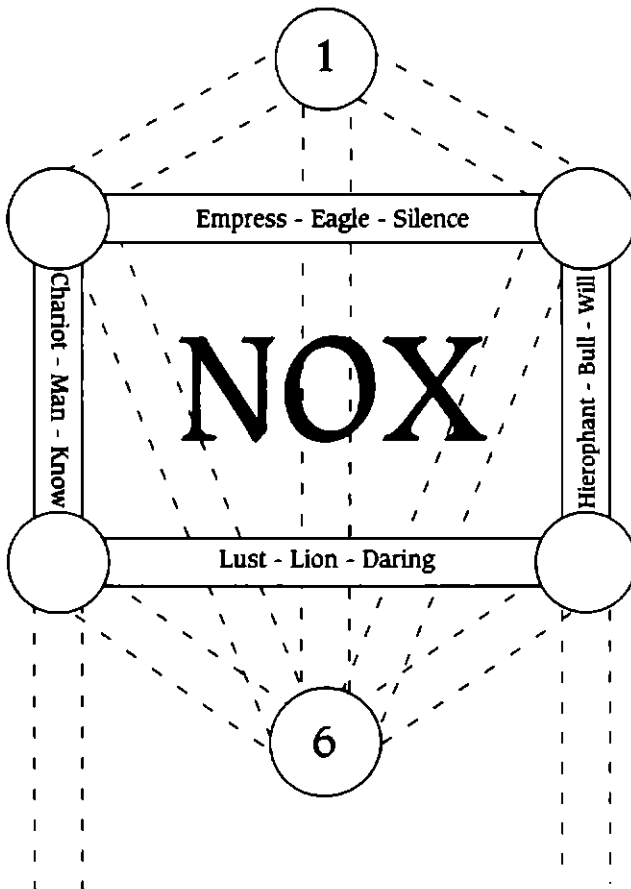 1
Empress - Eagle - Silence
Chariot - Man - Know
NOX
Hierophant - Bull - Will
Lust - Lion - Daring
6